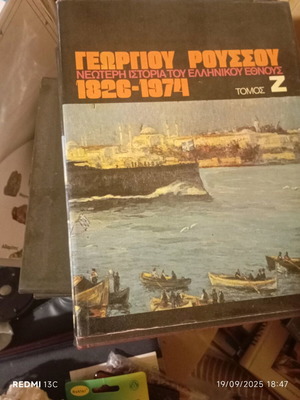 ΓΕΩΡΓΙΟΥ ΡΟΥΣΣΟΥ
ΝΕΩΤΕΡΗ ΙΣΤΟΡΙΑ ΤΟΥ ΕΛΛΗΝΙΚΟΥ ΕΘΝΟΥΣ
1826-1974
ΤΟΜΟΣ Ζ
REDMI 13C
19/09/2025 18:47